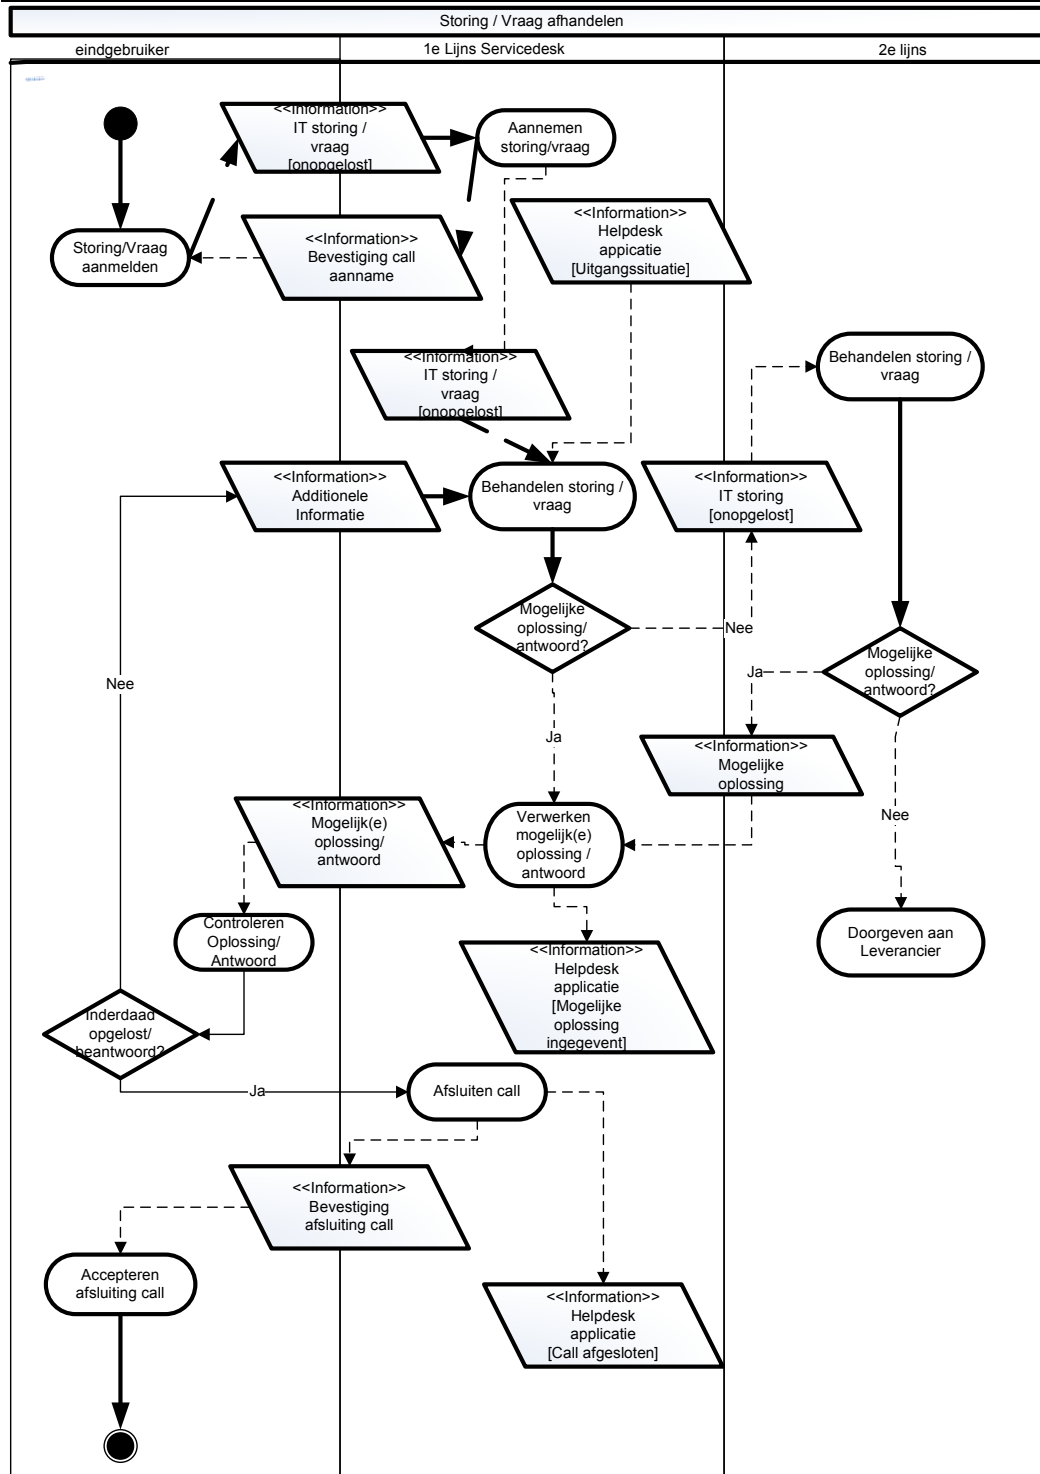 Storing / Vraag afhandelen
eindgebruiker
1e Lijns Servicedesk
2e lijns
<<Information>>
IT storing /
vraag
[onopgelost]
Aannemen
storing/vraag
Storing/Vraag
aanmelden
<<Information>>
Bevestiging call
aanname
<<Information>>
Helpdesk
appicatie
[Uitgangssituatie]
<<Information>>
IT storing /
vraag
[onopgelost]
Behandelen storing /
vraag
<<Information>>
Additionele
Informatie
Behandelen storing /
vraag
<<Information>>
IT storing
[onopgelost]
Mogelijke
oplossing/
antwoord?
Nee
Mogelijke
oplossing/
antwoord?
Ja
Nee
Ja
<<Information>>
Mogelijke
oplossing
Nee
<<Information>>
Mogelijk(e)
oplossing/
antwoord
Verwerken
mogelijk(e)
oplossing /
antwoord
Controleren
Oplossing/
Antwoord
Doorgeven aan
Leverancier
<<Information>>
Helpdesk
applicatie
[Mogelijke
oplossing
ingegevent]
Inderdaad
opgelost/
beantwoord?
Ja
Afsluiten call
<<Information>>
Bevestiging
afsluiting call
Accepteren
afsluiting call
<<Information>>
Helpdesk
applicatie
[Call afgesloten]